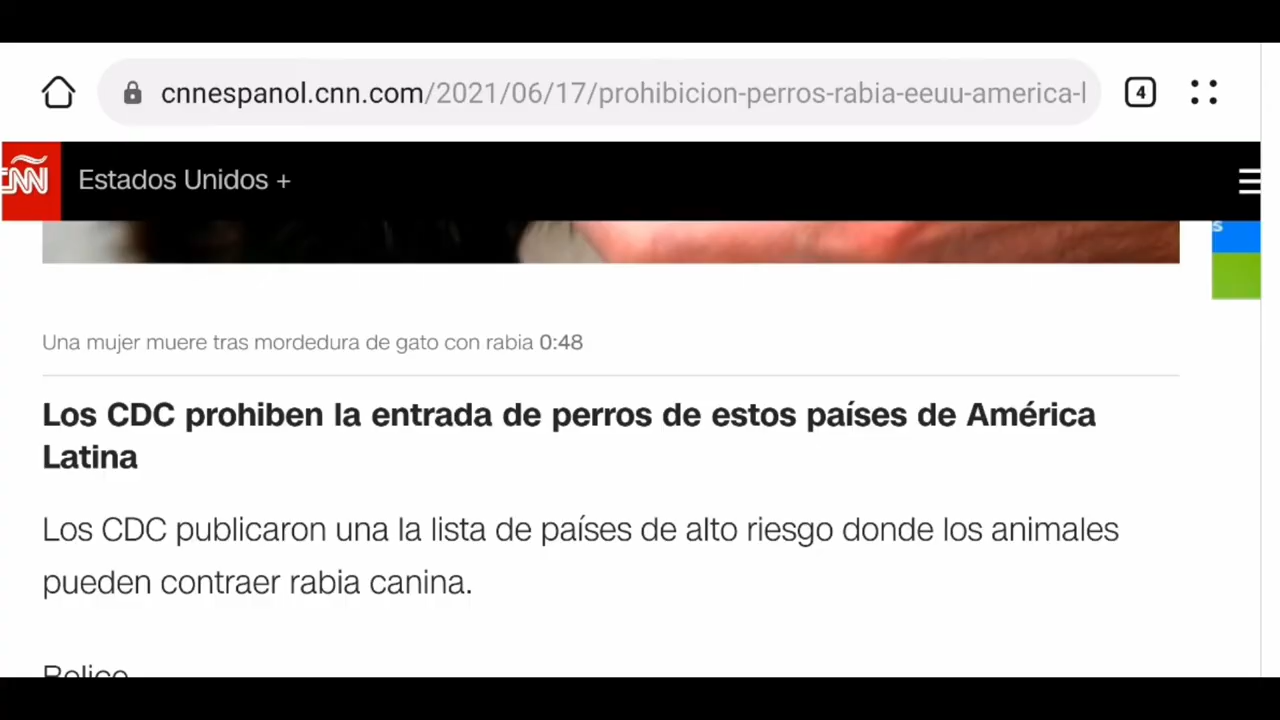 cnnespanol.cnn.com/2021/06/17/prohibicion-perros-rabia-eeuu-america-l
4
CNN
Estados Unidos +
s
Una mujer muere tras mordedura de gato con rabia 0:48
Los CDC prohiben la entrada de perros de estos países de América
Latina
Los CDC publicaron una la lista de países de alto riesgo donde los animales
pueden contraer rabia canina.
Belice